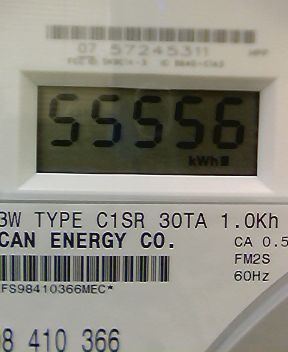 07 57245311
55556
kWh
3W TYPE C1SR 30TA 1.0Kh
CAN ENERGY CO.
CA 0.5
FM2S
60Hz
FS98410366MEC*
98 410 366